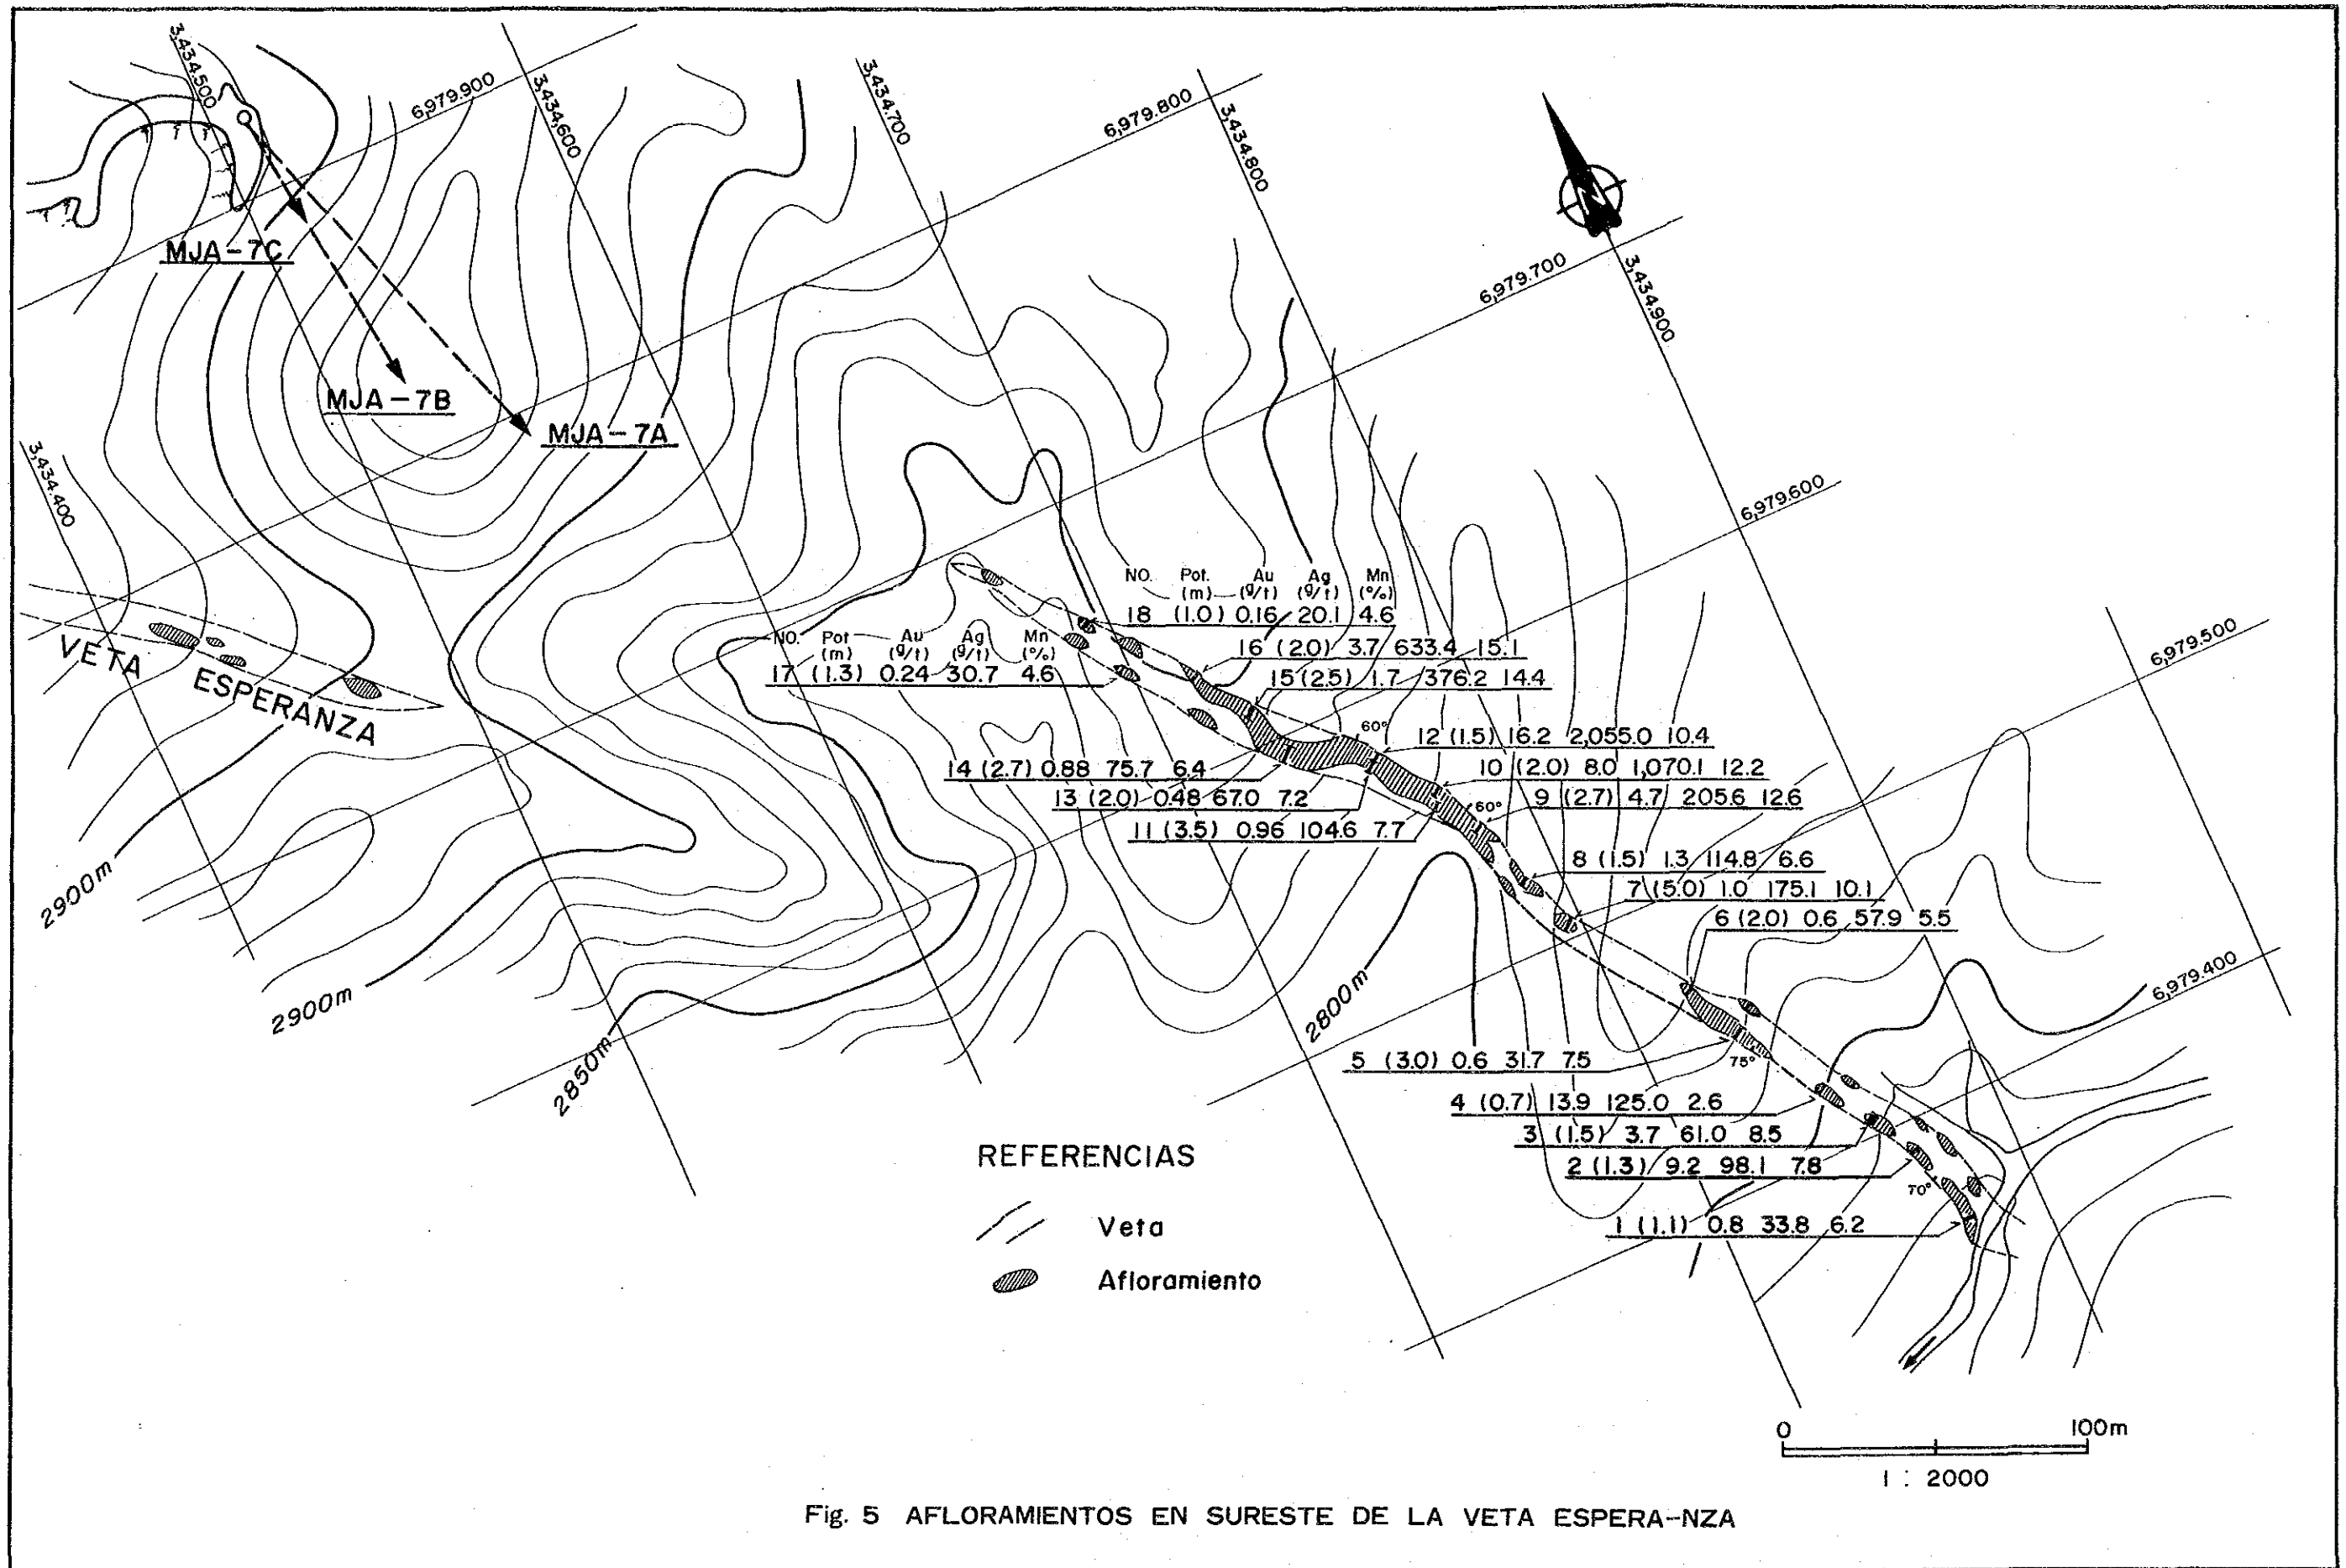 3,434.500
6,979.900
3,434.600
3,434.700
6,979.800
3,434.800
6,979.700
3,434.900
MJA-7C
MJA-7B
MJA-7A
3,434.400
6,979.600
6,979.500
6,979.400
VETA ESPERANZA
NO. Pot. Au Ag Mn
(m) (g/t) (g/t) (%)
18 (1.0) 0.16 20.1 4.6
16 (2.0) 3.7 633.4 15.1
NO. Pot Au Ag Mn
(m) (g/t) (g/t) (%)
17 (1.3) 0.24 30.7 4.6
15 (2.5) 1.7 376.2 14.4
60°
12 (1.5) 16.2 2,055.0 10.4
14 (2.7) 0.88 75.7 6.4
10 (2.0) 8.0 1,070.1 12.2
13 (2.0) 0.48 67.0 7.2
60°
9 (2.7) 4.7 205.6 12.6
11 (3.5) 0.96 104.6 7.7
8 (1.5) 1.3 114.8 6.6
7 (5.0) 1.0 175.1 10.1
6 (2.0) 0.6 57.9 5.5
2900m
2900m
2850m
2800m
5 (3.0) 0.6 31.7 7.5
75°
4 (0.7) 13.9 125.0 2.6
3 (1.5) 3.7 61.0 8.5
2 (1.3) 9.2 98.1 7.8
70°
1 (1.1) 0.8 33.8 6.2
REFERENCIAS
Veta
Afloramiento
0 100m
1 : 2000
Fig. 5 AFLORAMIENTOS EN SURESTE DE LA VETA ESPERA-NZA